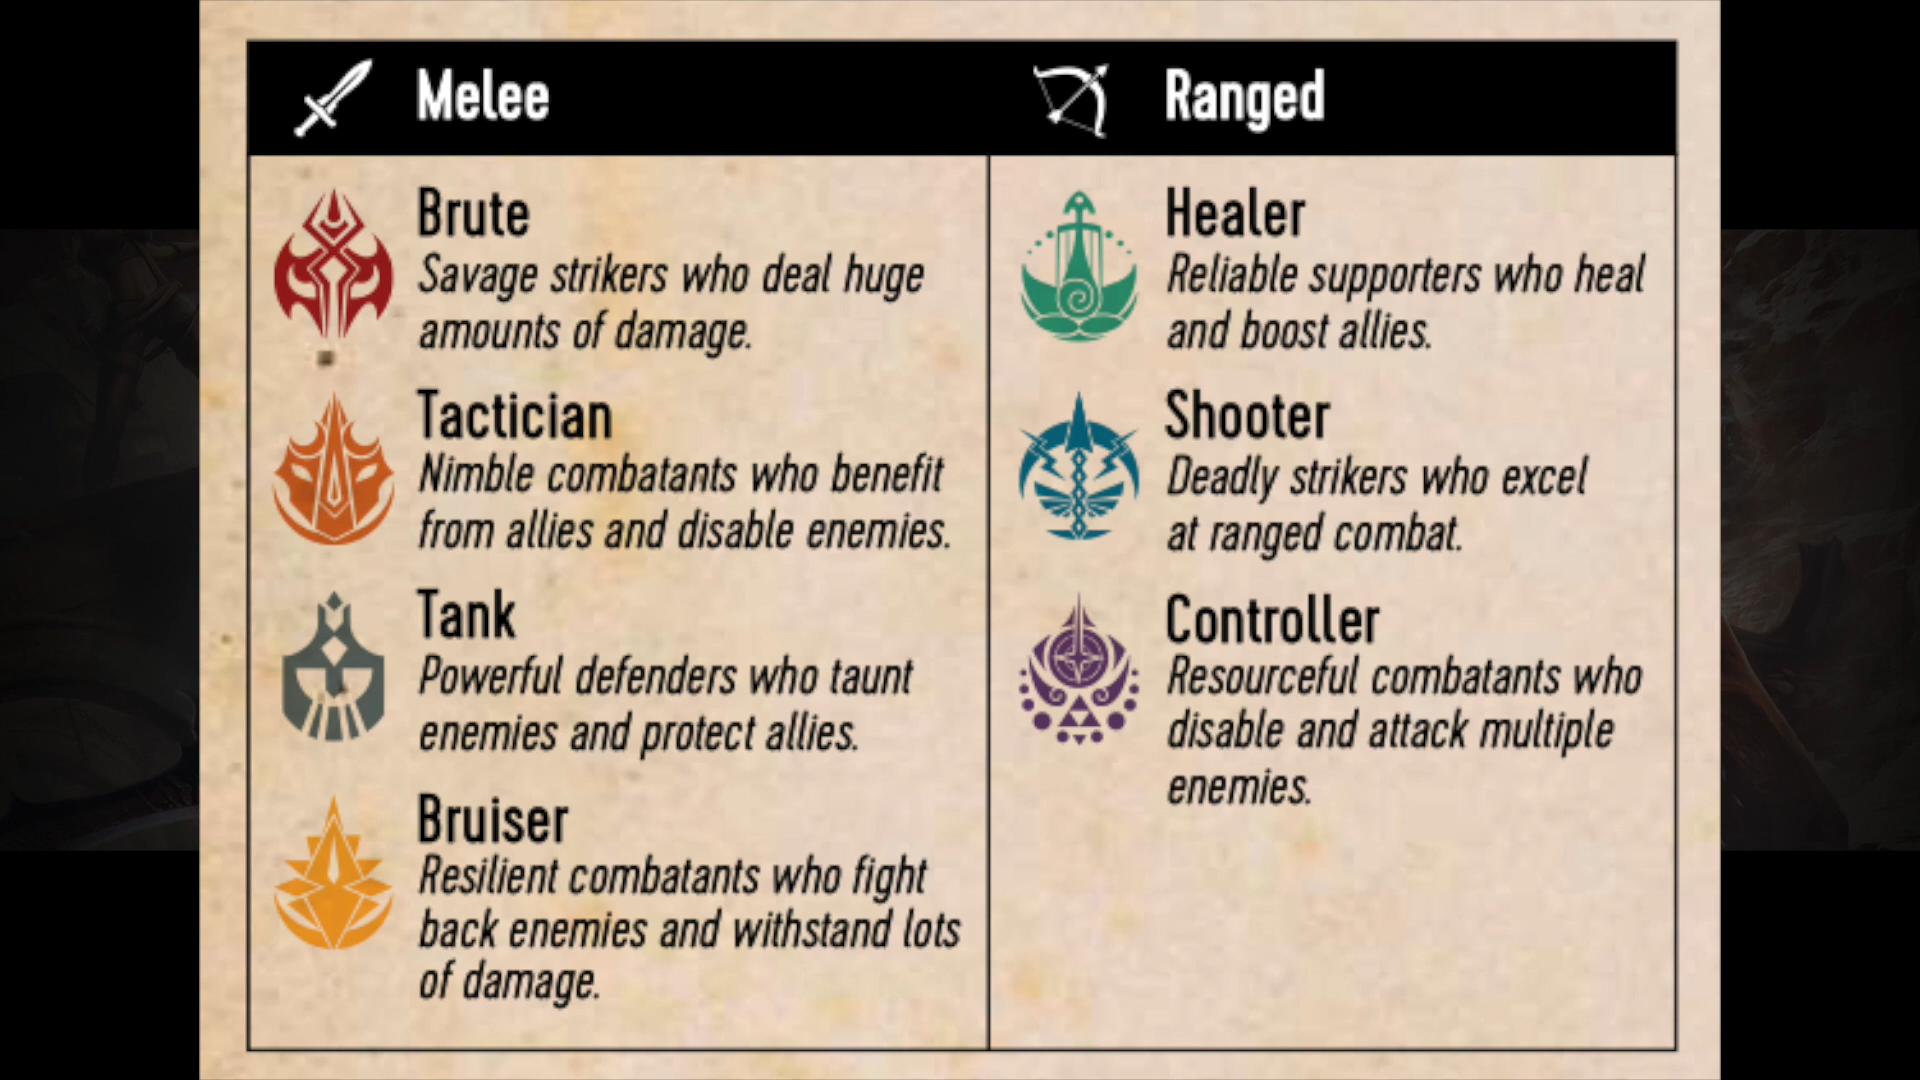 Melee
Brute
Savage strikers who deal huge
amounts of damage.
Tactician
Nimble combatants who benefit
from allies and disable enemies.
Tank
Powerful defenders who taunt
enemies and protect allies.
Bruiser
Resilient combatants who fight
back enemies and withstand lots
of damage.
Ranged
Healer
Reliable supporters who heal
and boost allies.
Shooter
Deadly strikers who excel
at ranged combat.
Controller
Resourceful combatants who
disable and attack multiple
enemies.